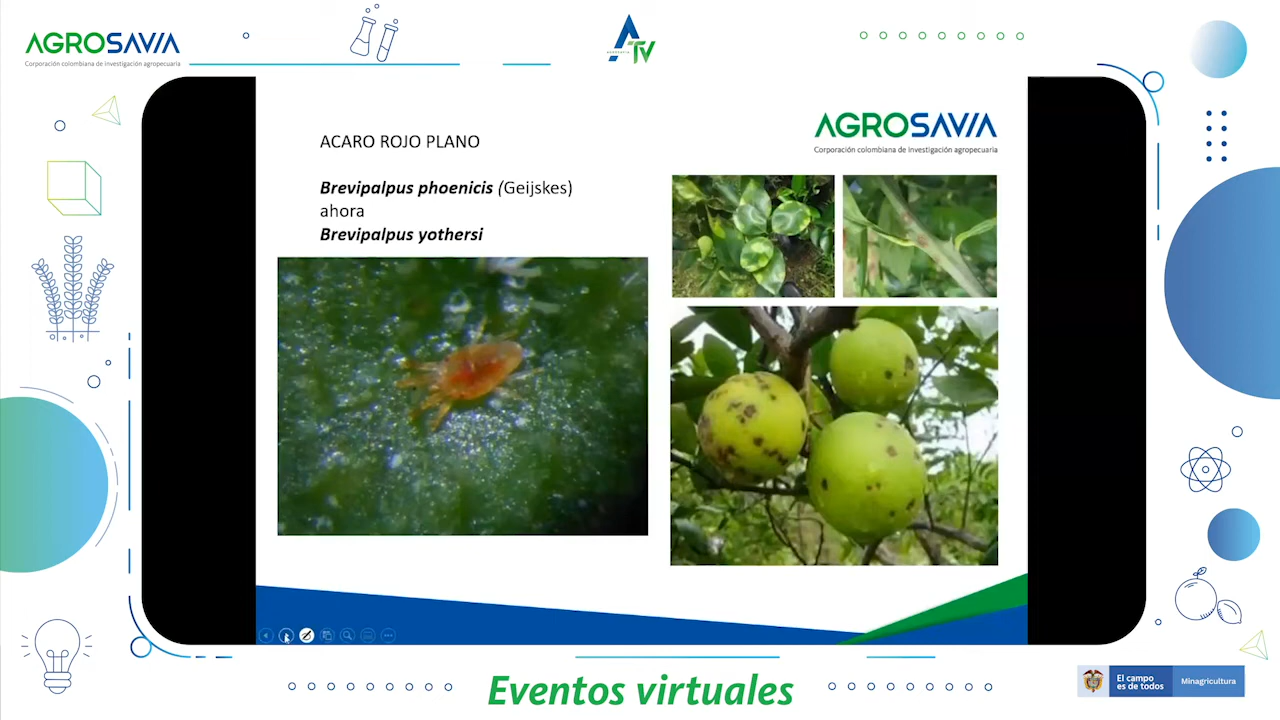 AGROSAVIA
Corporación colombiana de investigación agropecuaria
ATV
ACARO ROJO PLANO
Brevipalpus phoenicis (Geijskes)
ahora
Brevipalpus yothersi
AGROSAVIA
Corporación colombiana de investigación agropecuaria
Eventos virtuales
El campo
es de todos
Minagricultura